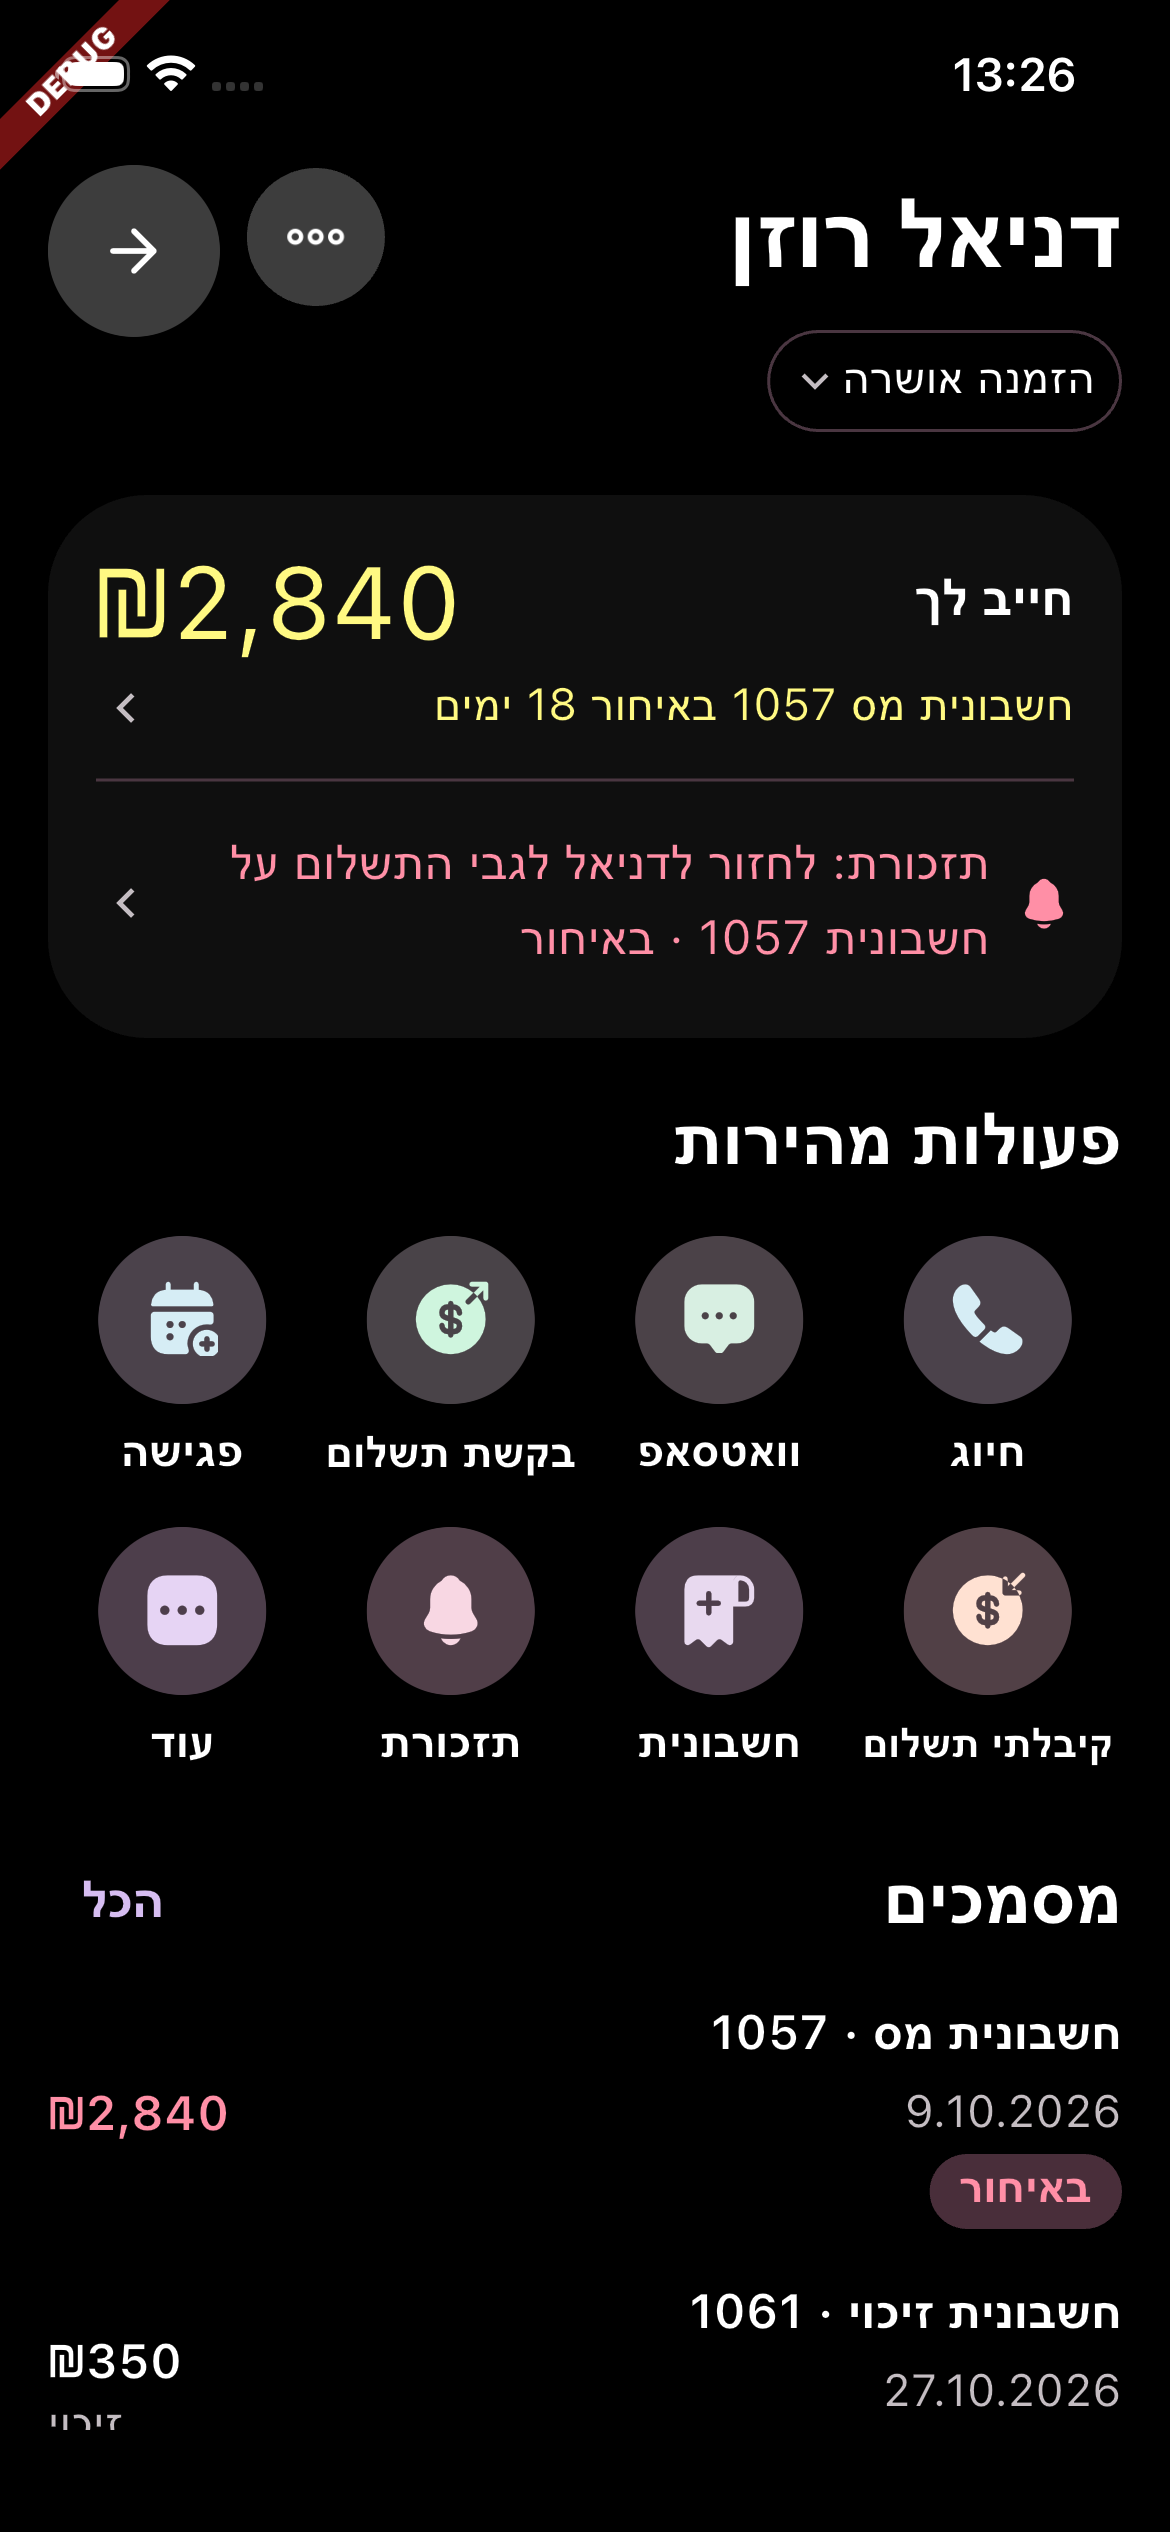 DEBUG
13:26
דניאל רוזן
הזמנה אושרה
חייב לך
₪2,840
חשבונית מס 1057 באיחור 18 ימים
תזכורת: לחזור לדניאל לגבי התשלום על
חשבונית 1057 · באיחור
פעולות מהירות
חיוג
וואטסאפ
בקשת תשלום
פגישה
קיבלתי תשלום
חשבונית
תזכורת
עוד
מסמכים
הכל
חשבונית מס · 1057
9.10.2026
₪2,840
באיחור
חשבונית זיכוי · 1061
₪350
27.10.2026
זיכוי